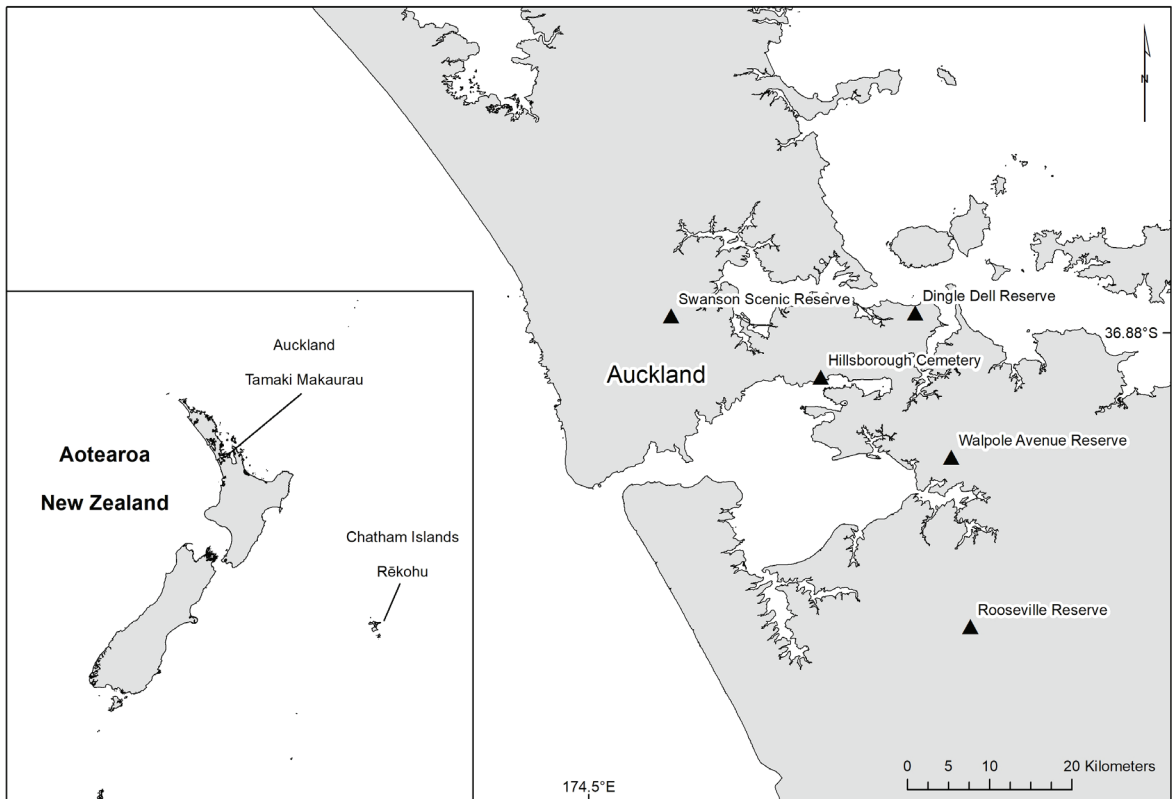 N
Swanson Scenic Reserve
Dingle Dell Reserve
36.88°S
Hillsborough Cemetery
Auckland
Walpole Avenue Reserve
Rooseville Reserve
0 5 10 20 Kilometers
174.5°E
Auckland
Tamaki Makaurau
Aotearoa
New Zealand
Chatham Islands
Rēkohu